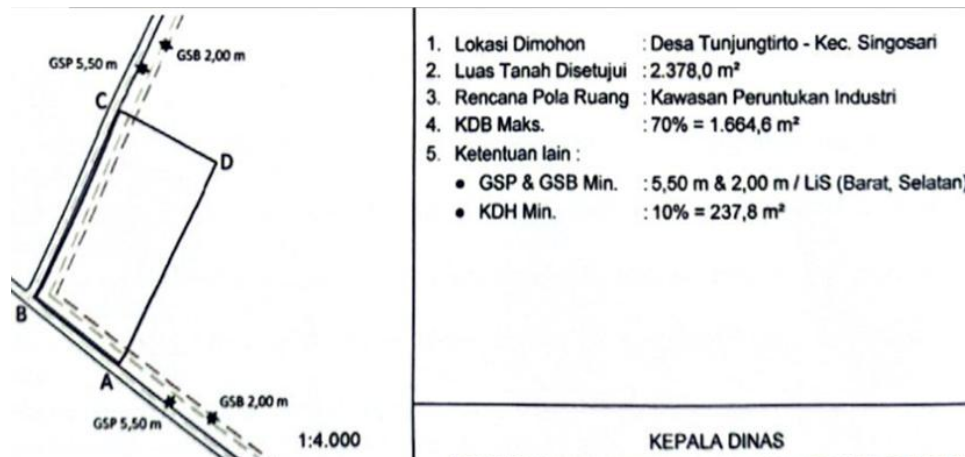 GSP 5,50 m
GSB 2,00 m
C
D
B
A
GSP 5,50 m
GSB 2,00 m
1:4.000
1. Lokasi Dimohon : Desa Tunjungtirto - Kec. Singosari
2. Luas Tanah Disetujui : 2.378,0 m²
3. Rencana Pola Ruang : Kawasan Peruntukan Industri
4. KDB Maks. : 70% = 1.664,6 m²
5. Ketentuan lain :
• GSP & GSB Min. : 5,50 m & 2,00 m / LiS (Barat, Selatan)
• KDH Min. : 10% = 237,8 m²
KEPALA DINAS